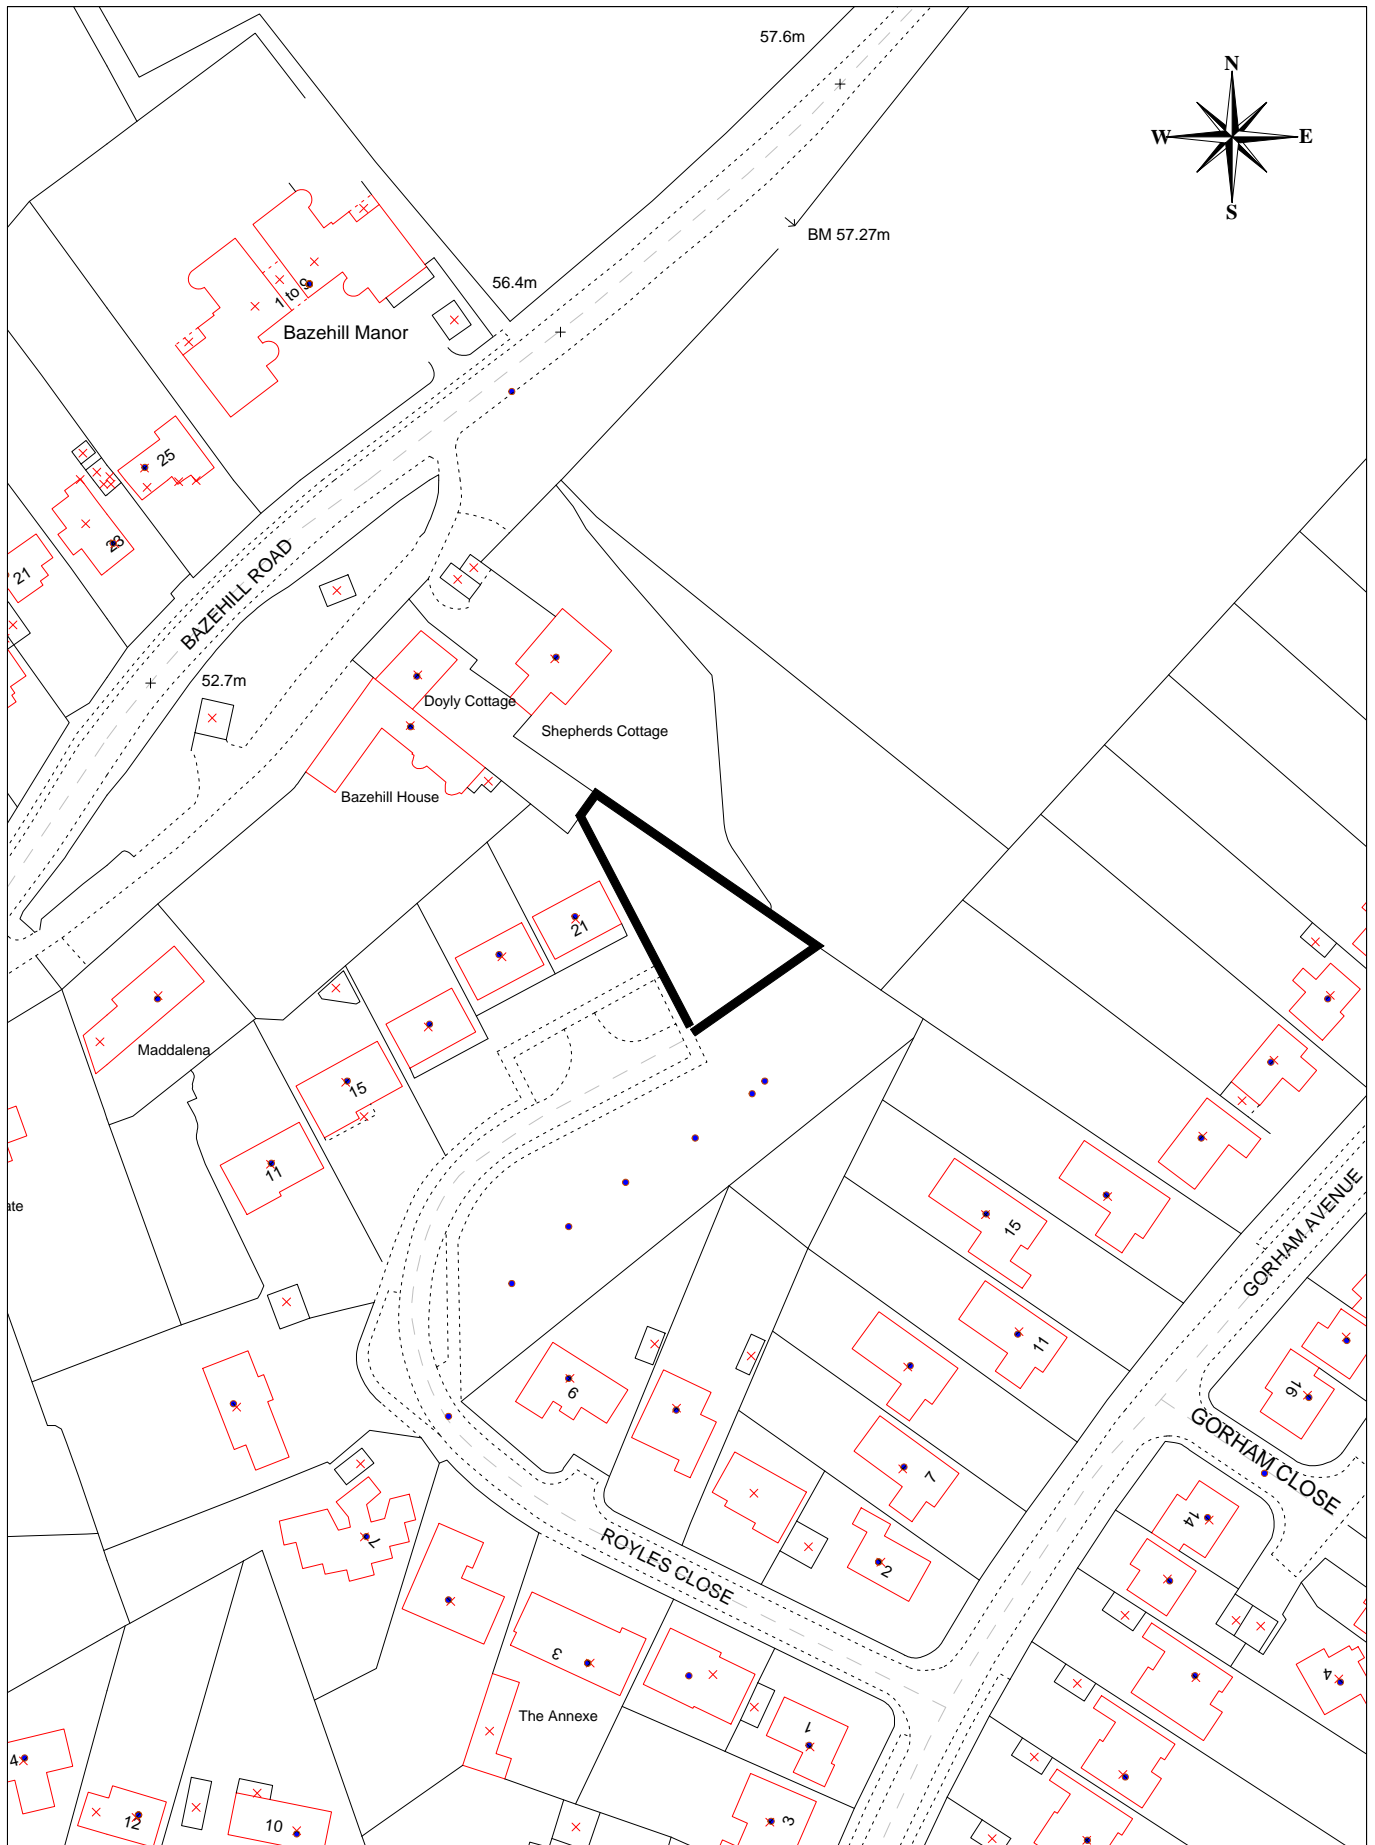 57.6m
N
W
E
S
BM 57.27m
56.4m
1 to 9
Bazehill Manor
25
23
21
BAZEHILL ROAD
52.7m
Doyly Cottage
Shepherds Cottage
Bazehill House
21
Maddalena
15
11
ate
15
GORHAM AVENUE
11
9
16
GORHAM CLOSE
7
14
7
2
ROYLES CLOSE
3
4
The Annexe
1
4
12
10
3